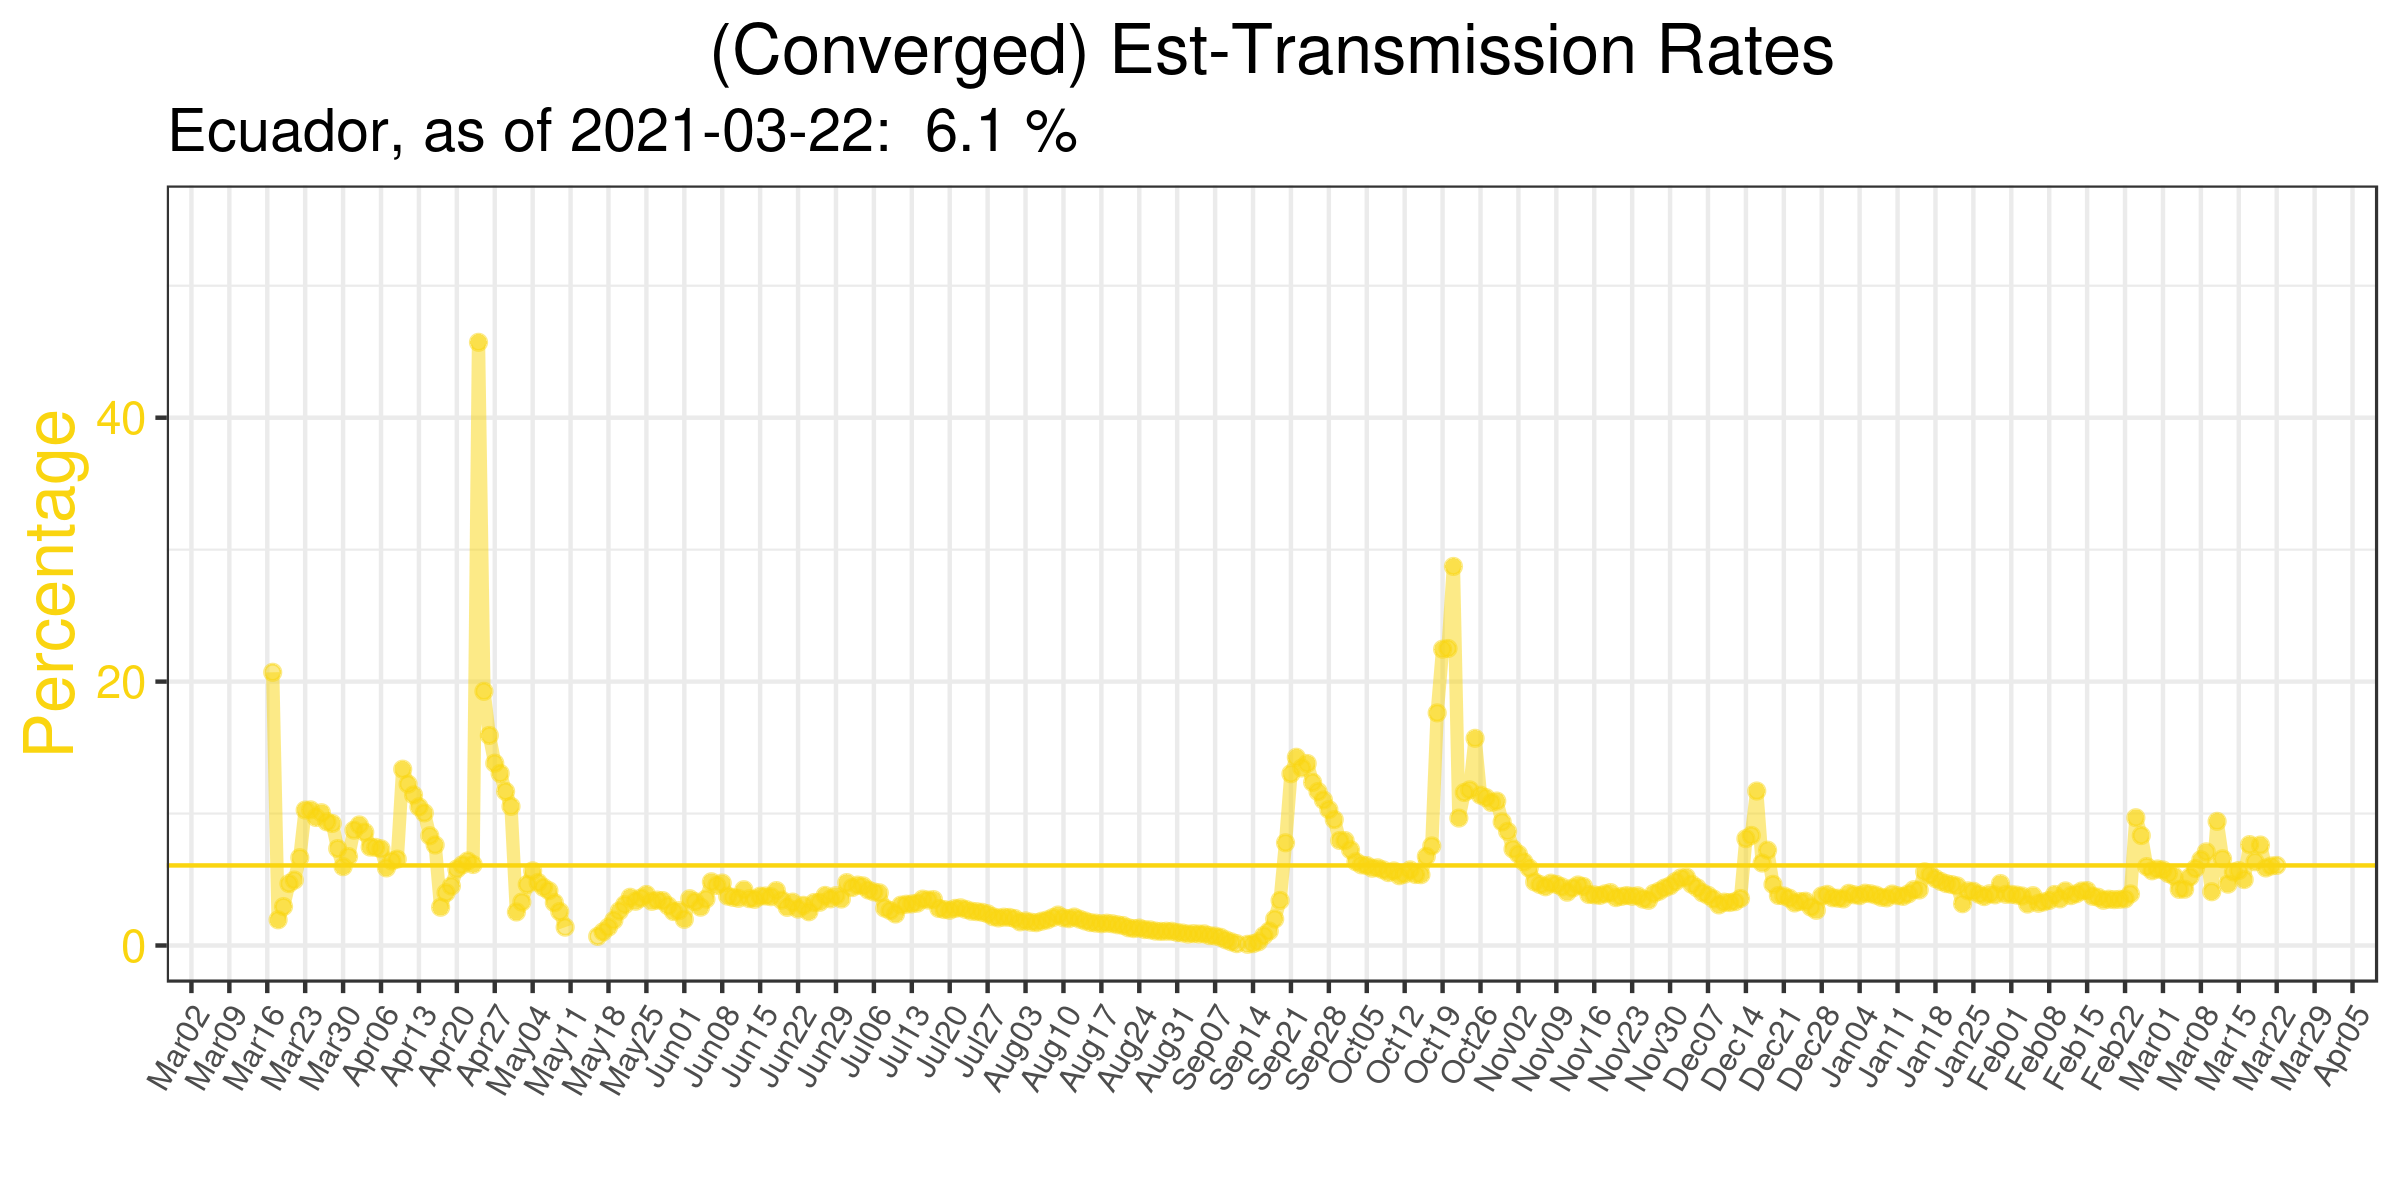 (Converged) Est-Transmission Rates
Ecuador, as of 2021-03-22:  6.1 %
Percentage
40
20
0
Mar02
Mar09
Mar16
Mar23
Mar30
Apr06
Apr13
Apr20
Apr27
May04
May11
May18
May25
Jun01
Jun08
Jun15
Jun22
Jun29
Jul06
Jul13
Jul20
Jul27
Aug03
Aug10
Aug17
Aug24
Aug31
Sep07
Sep14
Sep21
Sep28
Oct05
Oct12
Oct19
Oct26
Nov02
Nov09
Nov16
Nov23
Nov30
Dec07
Dec14
Dec21
Dec28
Jan04
Jan11
Jan18
Jan25
Feb01
Feb08
Feb15
Feb22
Mar01
Mar08
Mar15
Mar22
Mar29
Apr05